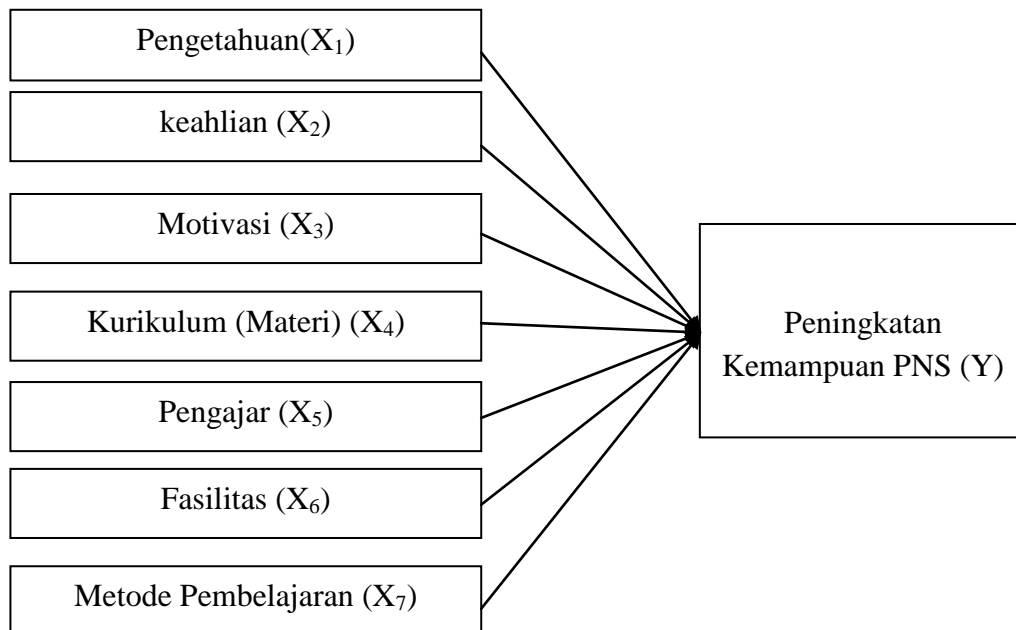 Pengetahuan(X₁)
keahlian (X₂)
Motivasi (X₃)
Kurikulum (Materi) (X₄)
Pengajar (X₅)
Fasilitas (X₆)
Metode Pembelajaran (X₇)
Peningkatan
Kemampuan PNS (Y)